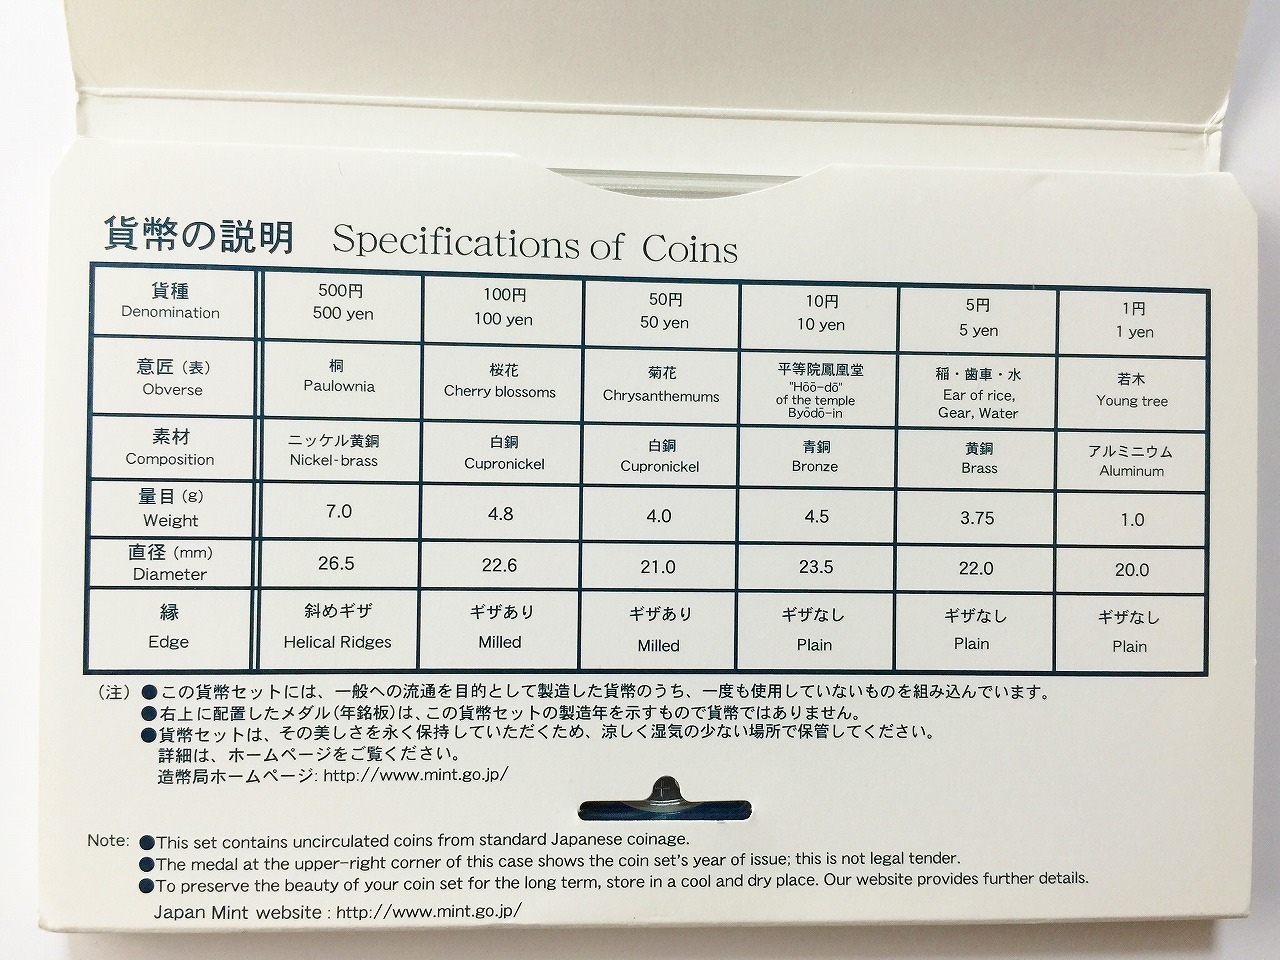 貨幣の説明 Specifications of Coins
貨種 500円 100円 50円 10円 5円 1円
Denomination 500 yen 100 yen 50 yen 10 yen 5 yen 1 yen
意匠（表） 桐 桜花 菊花 平等院鳳凰堂 稲・歯車・水 若木
Obverse Paulownia Cherry blossoms Chrysanthemums "Hōō-dō" Ear of rice, Young tree
of the temple Gear, Water
Byōdō-in
素材 ニッケル黄銅 白銅 白銅 青銅 黄銅 アルミニウム
Composition Nickel-brass Cupronickel Cupronickel Bronze Brass Aluminum
量目（g）
Weight 7.0 4.8 4.0 4.5 3.75 1.0
直径（mm）
Diameter 26.5 22.6 21.0 23.5 22.0 20.0
縁 斜めギザ ギザあり ギザあり ギザなし ギザなし ギザなし
Edge Helical Ridges Milled Milled Plain Plain Plain
（注）●この貨幣セットには、一般への流通を目的として製造した貨幣のうち、一度も使用していないものを組み込んでいます。
●右上に配置したメダル（年銘板）は、この貨幣セットの製造年を示すもので貨幣ではありません。
●貨幣セットは、その美しさを永く保持していただくため、涼しく湿気の少ない場所で保管してください。
詳細は、ホームページをご覧ください。
造幣局ホームページ: http://www.mint.go.jp/
Note: ●This set contains uncirculated coins from standard Japanese coinage.
●The medal at the upper-right corner of this case shows the coin set's year of issue; this is not legal tender.
●To preserve the beauty of your coin set for the long term, store in a cool and dry place. Our website provides further details.
Japan Mint website : http://www.mint.go.jp/